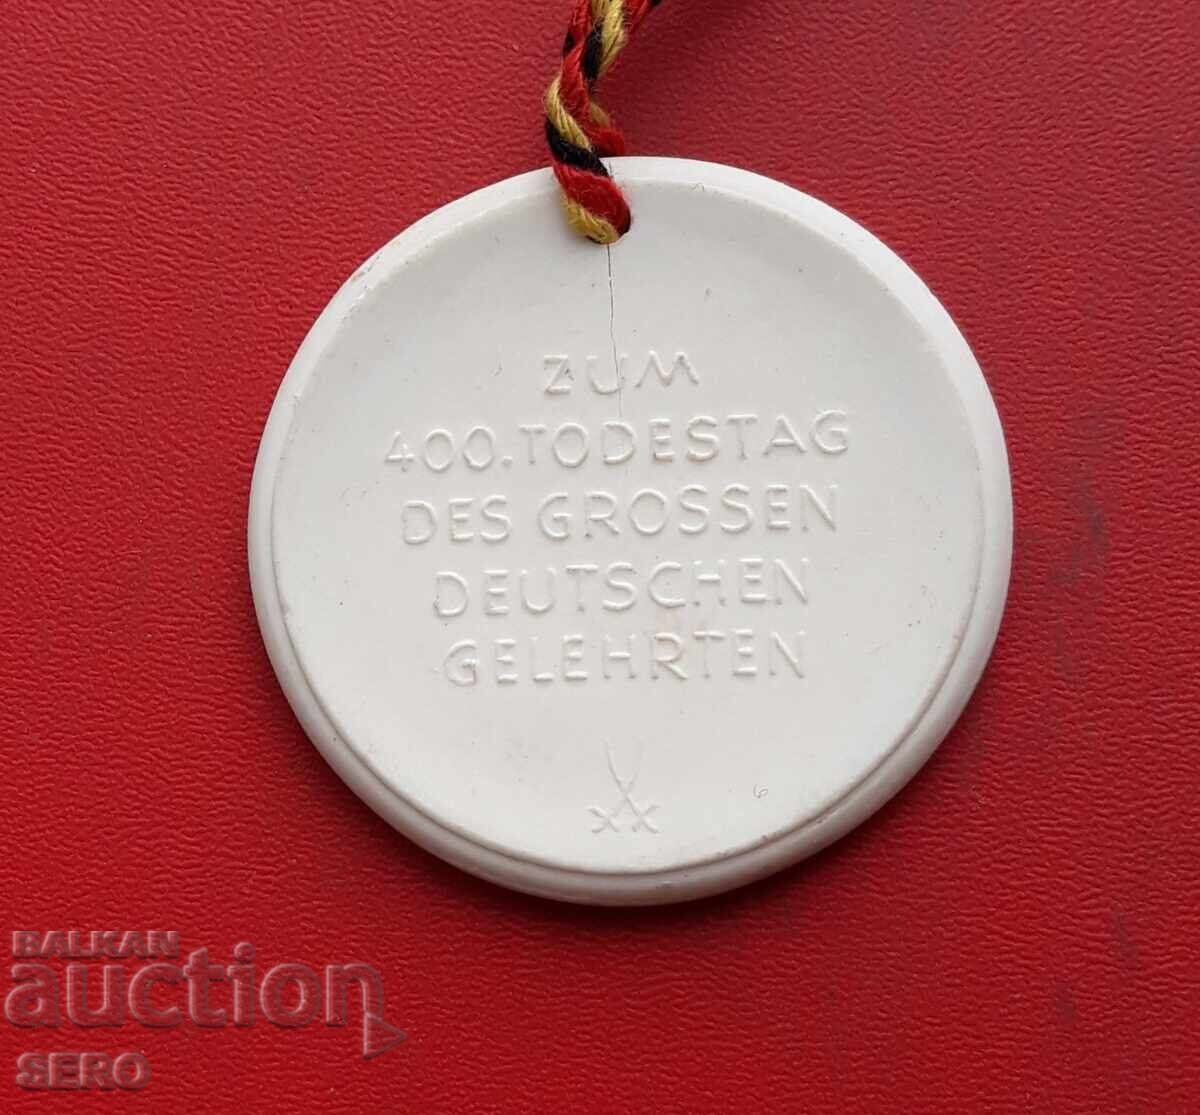 ZUM
400. TODESTAG
DES GROSSEN
DEUTSCHEN
GELEHRTEN
BALKAN
auction
SERO